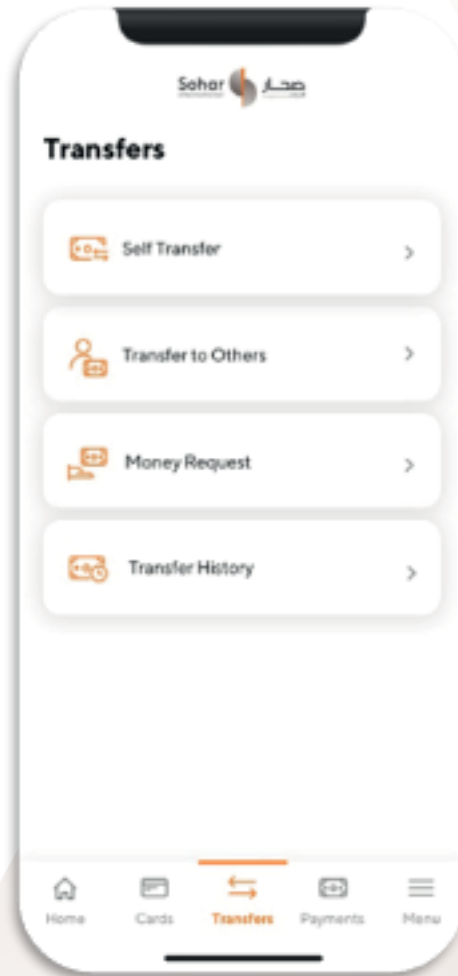 Sohar صحار
Transfers
Self Transfer
Transfer to Others
Money Request
Transfer History
Home Cards Transfers Payments Menu